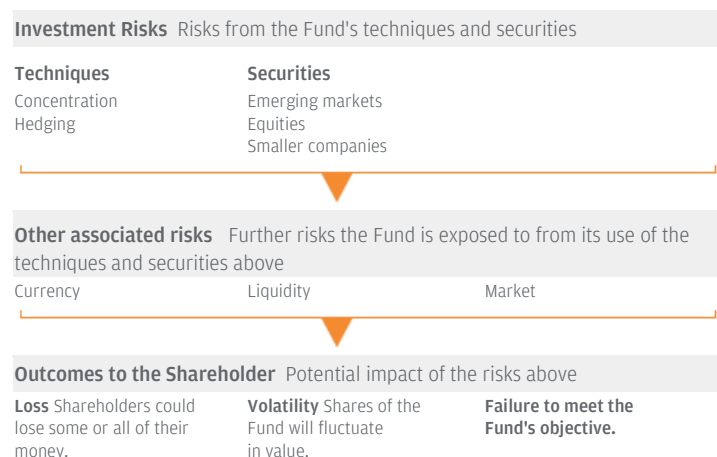 Investment Risks Risks from the Fund's techniques and securities
Techniques Securities
Concentration Emerging markets
Hedging Equities
Smaller companies
Other associated risks Further risks the Fund is exposed to from its use of the
techniques and securities above
Currency Liquidity Market
Outcomes to the Shareholder Potential impact of the risks above
Loss Shareholders could Volatility Shares of the Failure to meet the
lose some or all of their Fund will fluctuate Fund's objective.
money. in value.